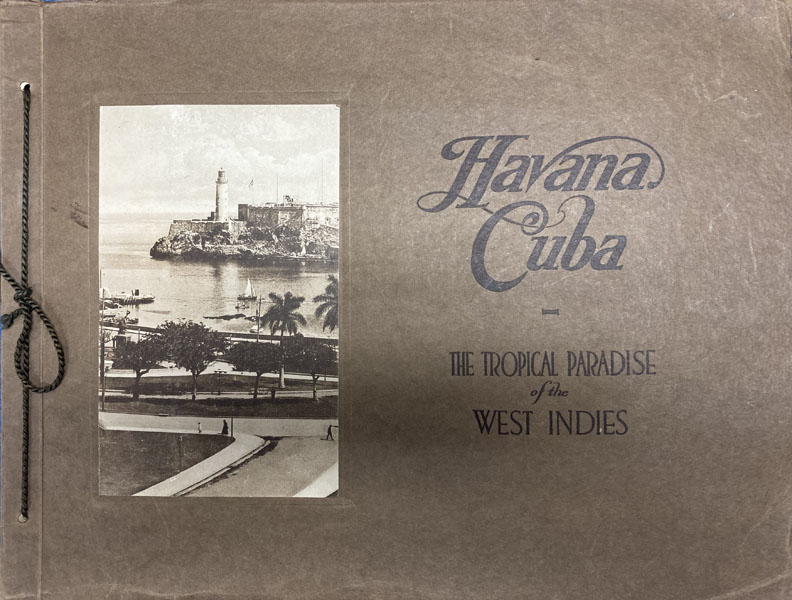 Havana
Cuba
THE TROPICAL PARADISE
of the
WEST INDIES